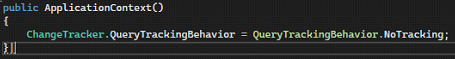 public ApplicationContext()
{
    ChangeTracker.QueryTrackingBehavior = QueryTrackingBehavior.NoTracking;
}